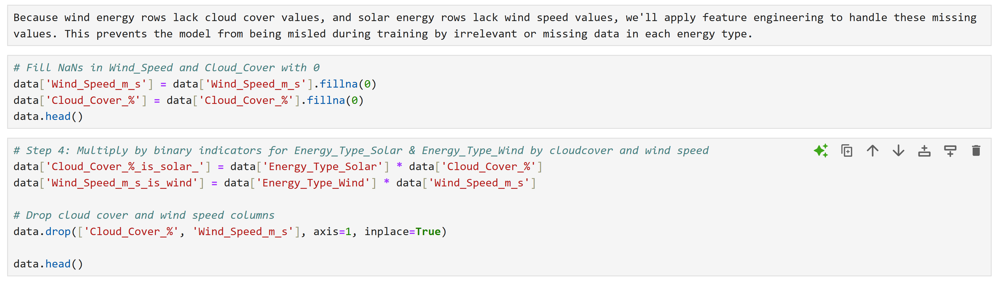 Because wind energy rows lack cloud cover values, and solar energy rows lack wind speed values, we'll apply feature engineering to handle these missing
values. This prevents the model from being misled during training by irrelevant or missing data in each energy type.
# Fill NaNs in Wind_Speed and Cloud_Cover with 0
data['Wind_Speed_m_s'] = data['Wind_Speed_m_s'].fillna(0)
data['Cloud_Cover_%'] = data['Cloud_Cover_%'].fillna(0)
data.head()
# Step 4: Multiply by binary indicators for Energy_Type_Solar & Energy_Type_Wind by cloudcover and wind speed
data['Cloud_Cover_%_is_solar_'] = data['Energy_Type_Solar'] * data['Cloud_Cover_%']
data['Wind_Speed_m_s_is_wind'] = data['Energy_Type_Wind'] * data['Wind_Speed_m_s']
# Drop cloud cover and wind speed columns
data.drop(['Cloud_Cover_%', 'Wind_Speed_m_s'], axis=1, inplace=True)
data.head()